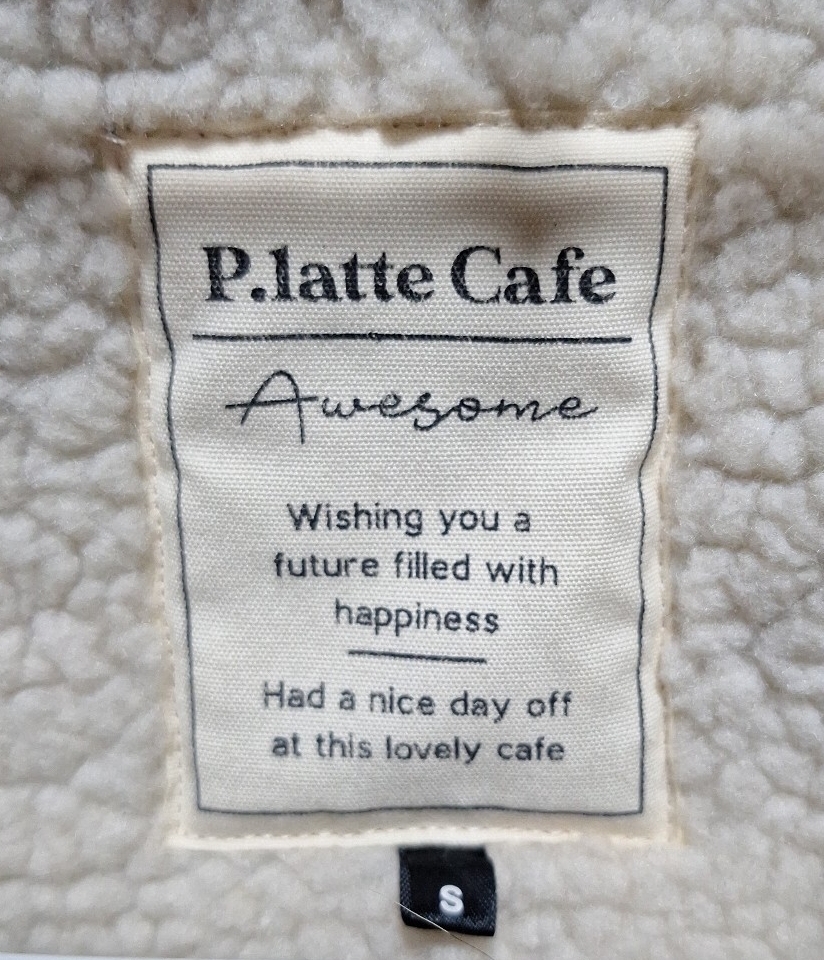 P.latte Cafe
Awesome
Wishing you a
future filled with
happiness
Had a nice day off
at this lovely cafe
S